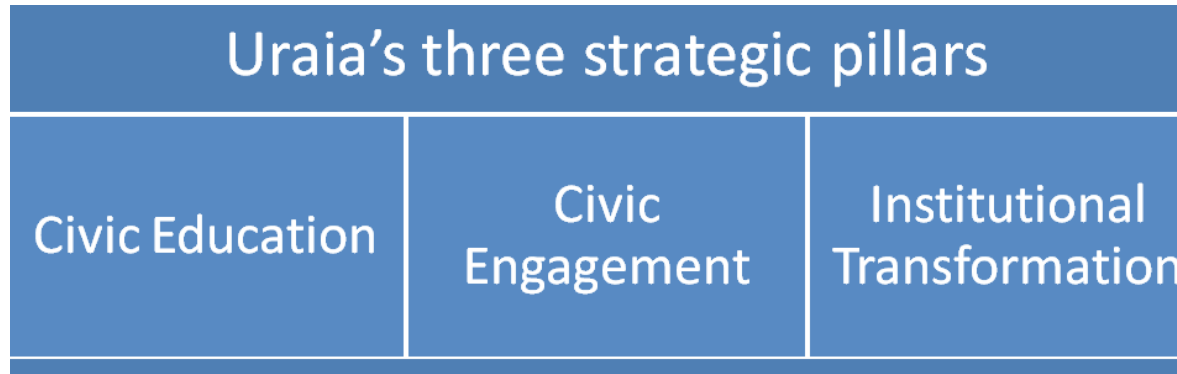 Uraia's three strategic pillars
Civic Education
Civic
Engagement
Institutional
Transformation